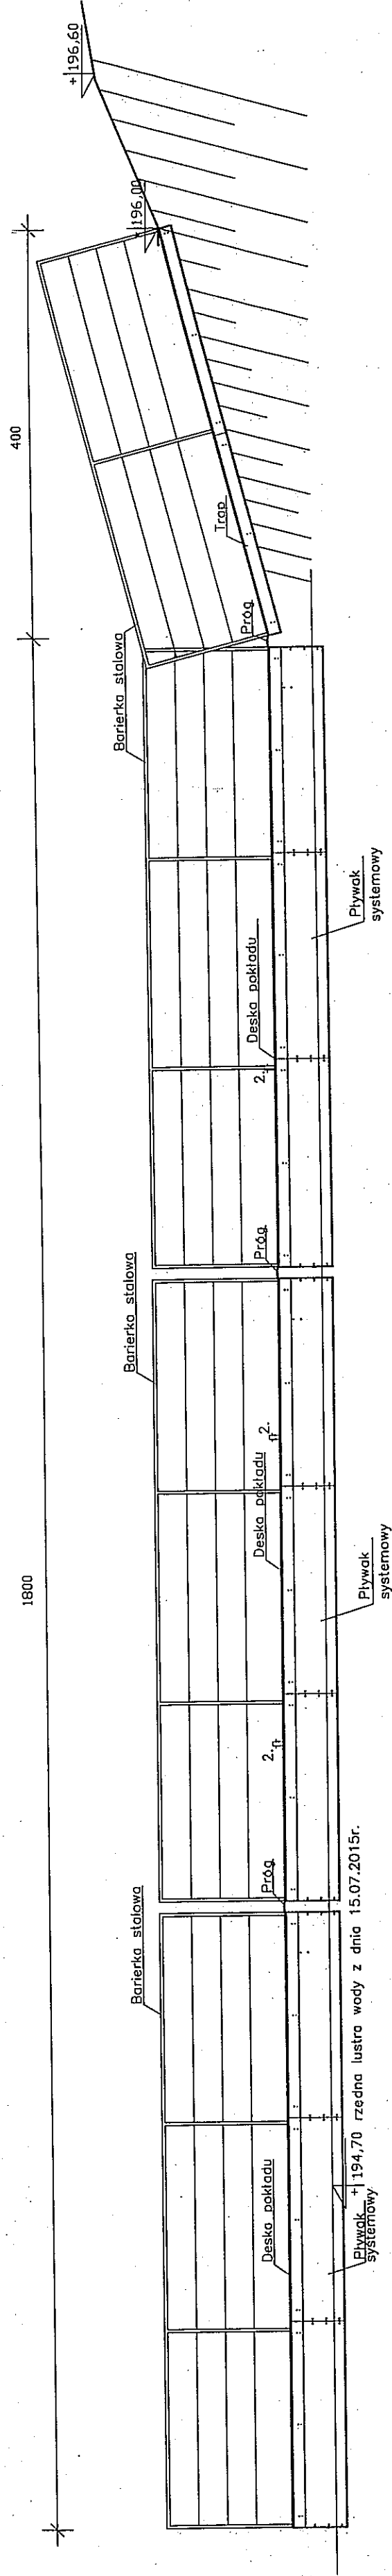 1800
400
+196,60
+196,00
Barierka stalowa
Barierka stalowa
Barierka stalowa
Trap
Próg
Deska pokładu
2.
Próg
Deska pokładu
2.
2.
Próg
Deska pokładu
Pływak
systemowy
Pływak
systemowy
+194,70 rzędna lustra wody z dnia 15.07.2015r.
Pływak
systemowy